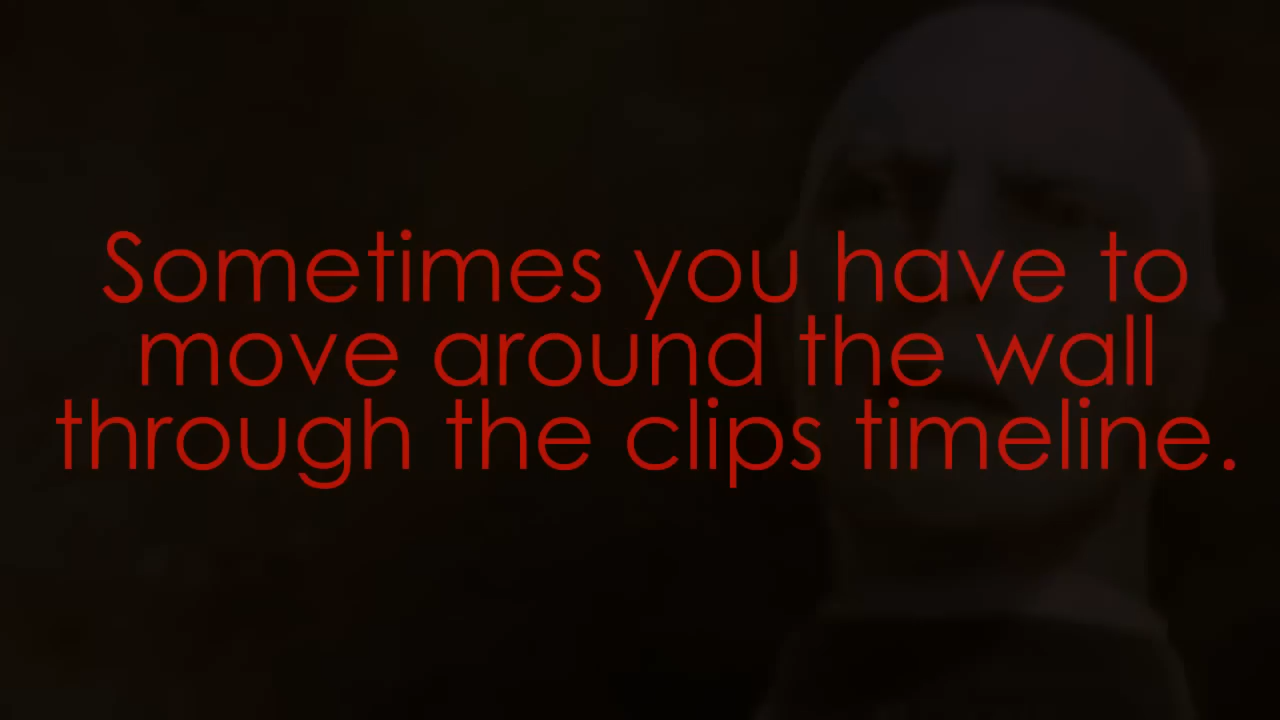 Sometimes you have to
move around the wall
through the clips timeline.